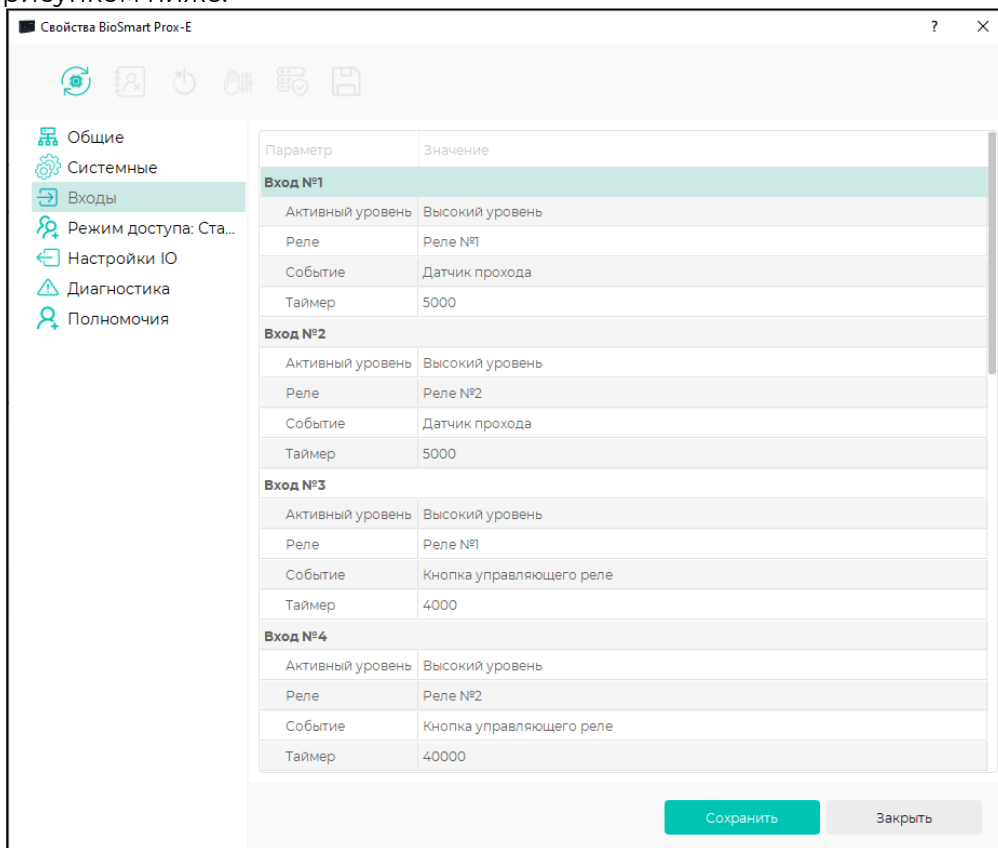 рисунком ниже.
Свойства BioSmart Prox-E ? ×
Общие
Системные
Входы
Режим доступа: Ста...
Настройки IO
Диагностика
Полномочия
Параметр Значение
Вход №1
Активный уровень Высокий уровень
Реле Реле №1
Событие Датчик прохода
Таймер 5000
Вход №2
Активный уровень Высокий уровень
Реле Реле №2
Событие Датчик прохода
Таймер 5000
Вход №3
Активный уровень Высокий уровень
Реле Реле №1
Событие Кнопка управляющего реле
Таймер 4000
Вход №4
Активный уровень Высокий уровень
Реле Реле №2
Событие Кнопка управляющего реле
Таймер 40000
Сохранить Закрыть